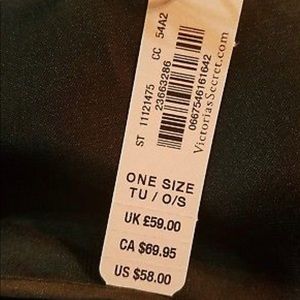 ST 11121475 CC 54A2
23663286
0667546161642
VictoriasSecret.com
ONE SIZE
TU / O/S
UK £59.00
CA $69.95
US $58.00